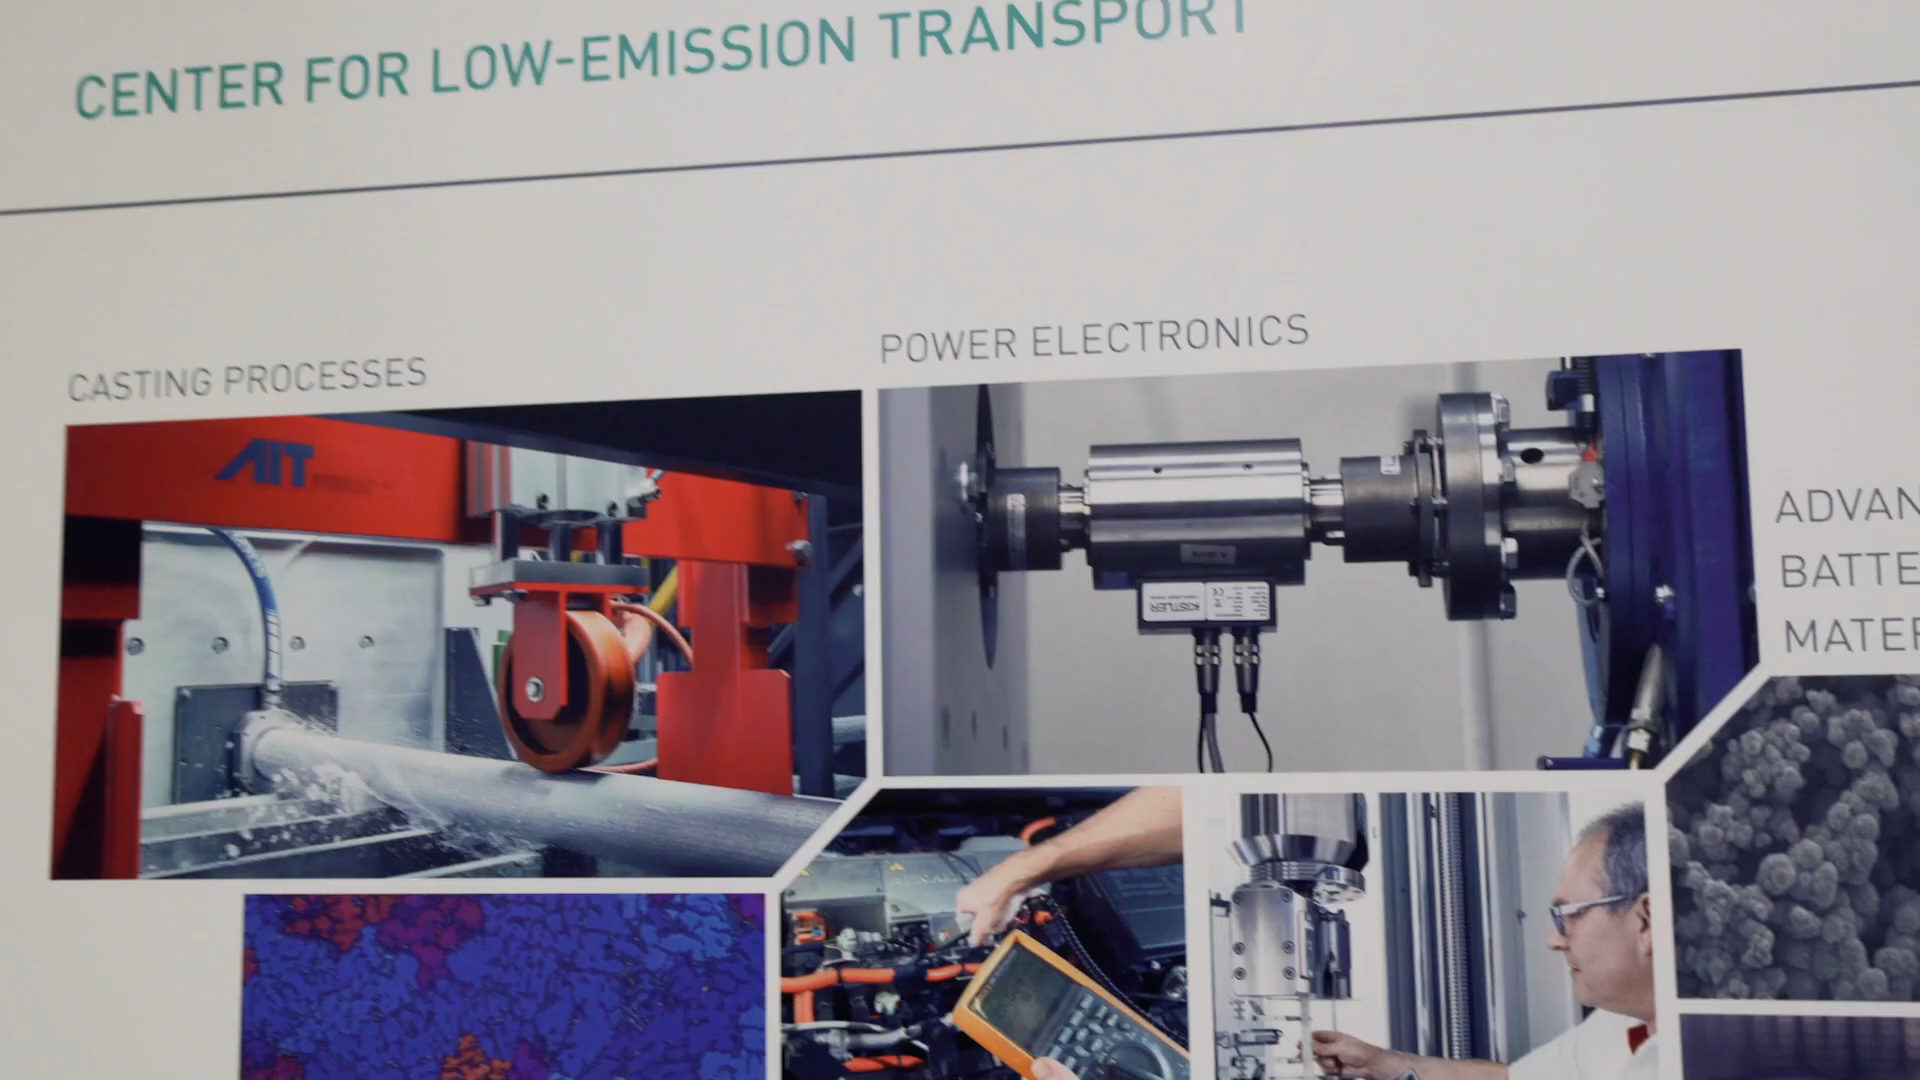 CENTER FOR LOW-EMISSION TRANSPORT
CASTING PROCESSES
POWER ELECTRONICS
AIT
KISTLER
ADVAN
BATTE
MATER